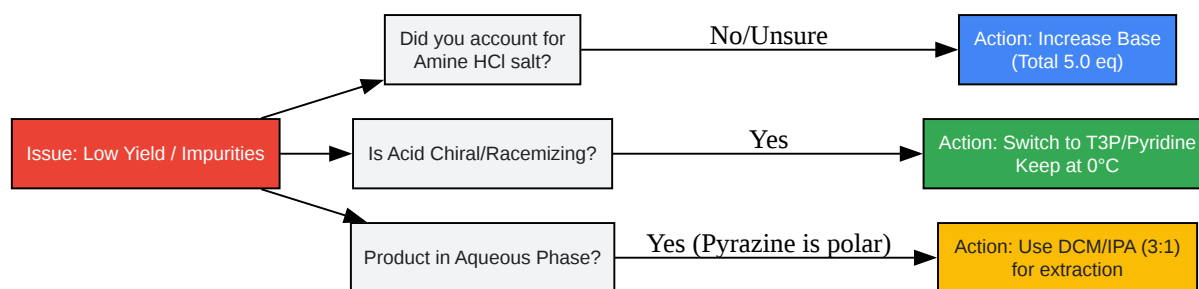 Did you account for
Amine HCl salt?
No/Unsure
Action: Increase Base
(Total 5.0 eq)
Issue: Low Yield / Impurities
Is Acid Chiral/Racemizing?
Yes
Action: Switch to T3P/Pyridine
Keep at 0°C
Product in Aqueous Phase?
Yes (Pyrazine is polar)
Action: Use DCM/IPA (3:1)
for extraction